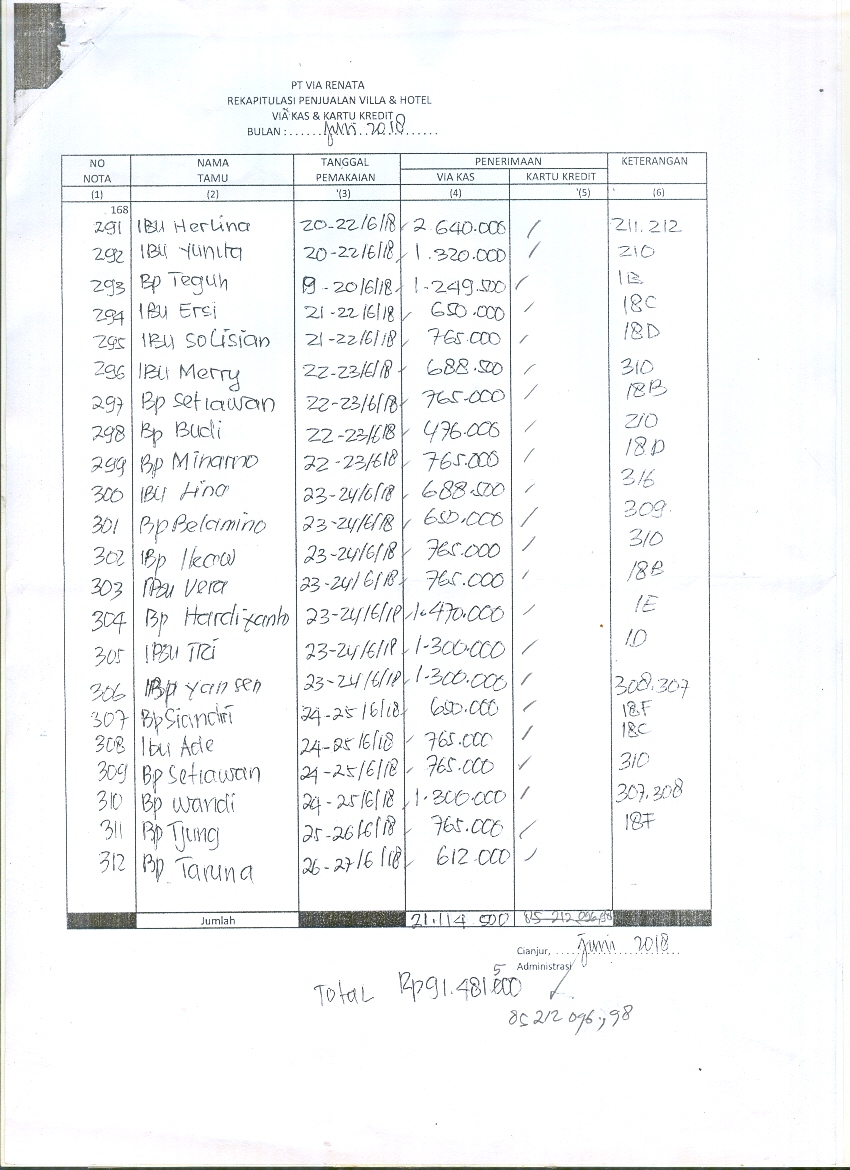 PT VIA RENATA
REKAPITULASI PENJUALAN VILLA & HOTEL
VIA KAS & KARTU KREDIT
BULAN : ...... Juni 2018 ......
NO NOTA NAMA TAMU TANGGAL PEMAKAIAN PENERIMAAN KETERANGAN
VIA KAS KARTU KREDIT
(1) (2) '(3) (4) '(5) ' (6)
168
291 IBU Herlina 20-22/6/18 2.640.000 / 211.212
292 IBU Yunita 20-22/6/18 1.320.000 / 210
293 Bp Teguh 19-20/6/18 1.249.500 / 1B
294 IBU Ersi 21-22/6/18 650.000 / 18C
295 IBU Solisian 21-22/6/18 765.000 / 18D
296 IBU Merry 22-23/6/18 688.500 / 310
297 Bp Setiawan 22-23/6/18 765.000 / 18B
298 Bp Budi 22-23/6/18 476.000 / 210
299 Bp Minarno 22-23/6/18 765.000 / 18D
300 IBU Lina 23-24/6/18 688.500 / 316
301 Bp Belamino 23-24/6/18 650.000 / 309
302 Bp 23-24/6/18 765.000 / 310
303 IBU Vera 23-24/6/18 765.000 / 18B
304 Bp Hardiyanto 23-24/6/18 1.470.000 / 1E
305 IBU TRi 23-24/6/18 1.300.000 / 1D
306 Bp Yansen 23-24/6/18 1.300.000 / 308.307
307 Bp Siandri 24-25/6/18 650.000 / 18F
308 Ibu Ade 24-25/6/18 765.000 / 18C
309 Bp Setiawan 24-25/6/18 765.000 / 310
310 Bp Wandi 24-25/6/18 1.300.000 / 307.308
311 Bp Tjung 25-26/6/18 765.000 / 18F
312 Bp Taruna 26-27/6/18 612.000 /
Jumlah 21.114.500 85.212.096,98
Cianjur, ..... Juni 2018 .....
Administrasi
Total Rp 91.481.500
85 212 096,98